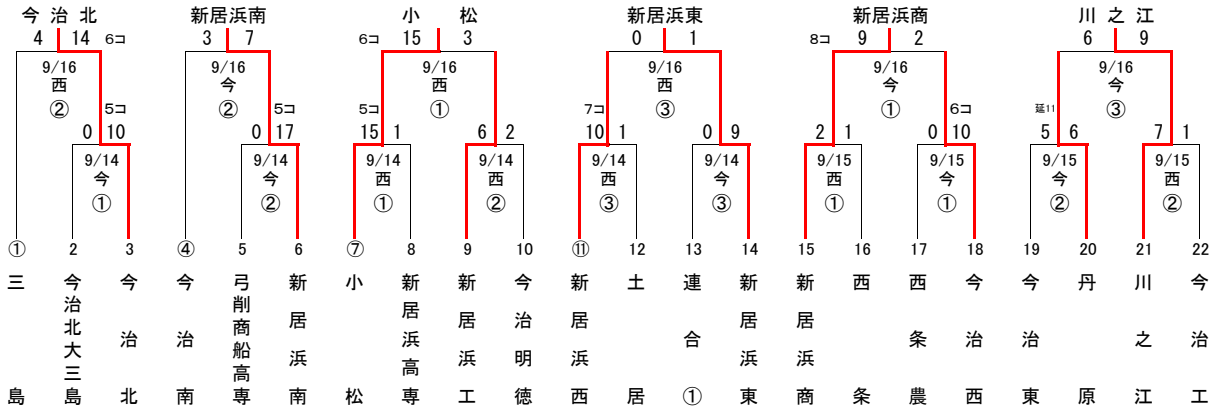 今治北 新居浜南 小松 新居浜東 新居浜商 川之江
4 14 6コ 3 7 6コ 15 3 0 1 8コ 9 2 6 9
9/16 9/16 9/16 9/16 9/16 9/16
西 今 西 西 今 今
② ② ① ③ ① ③
5コ 5コ 5コ 7コ 6コ 延11
0 10 0 17 15 1 6 2 10 1 0 9 2 1 0 10 5 6 7 1
9/14 9/14 9/14 9/14 9/14 9/14 9/15 9/15 9/15 9/15
今 今 西 西 西 今 西 今 今 西
① ② ① ② ③ ③ ① ① ② ②
① 2 3 ④ 5 6 ⑦ 8 9 10 ⑪ 12 13 14 15 16 17 18 19 20 21 22
三島
今治北大三島
今治北
今治南
弓削商船高専
新居浜南
小松
新居浜高専
新居浜工
今治明徳
新居浜西
土居
連合①
新居浜東
新居浜商
西条
西条農
今治西
今治東
丹原
川之江
今治工